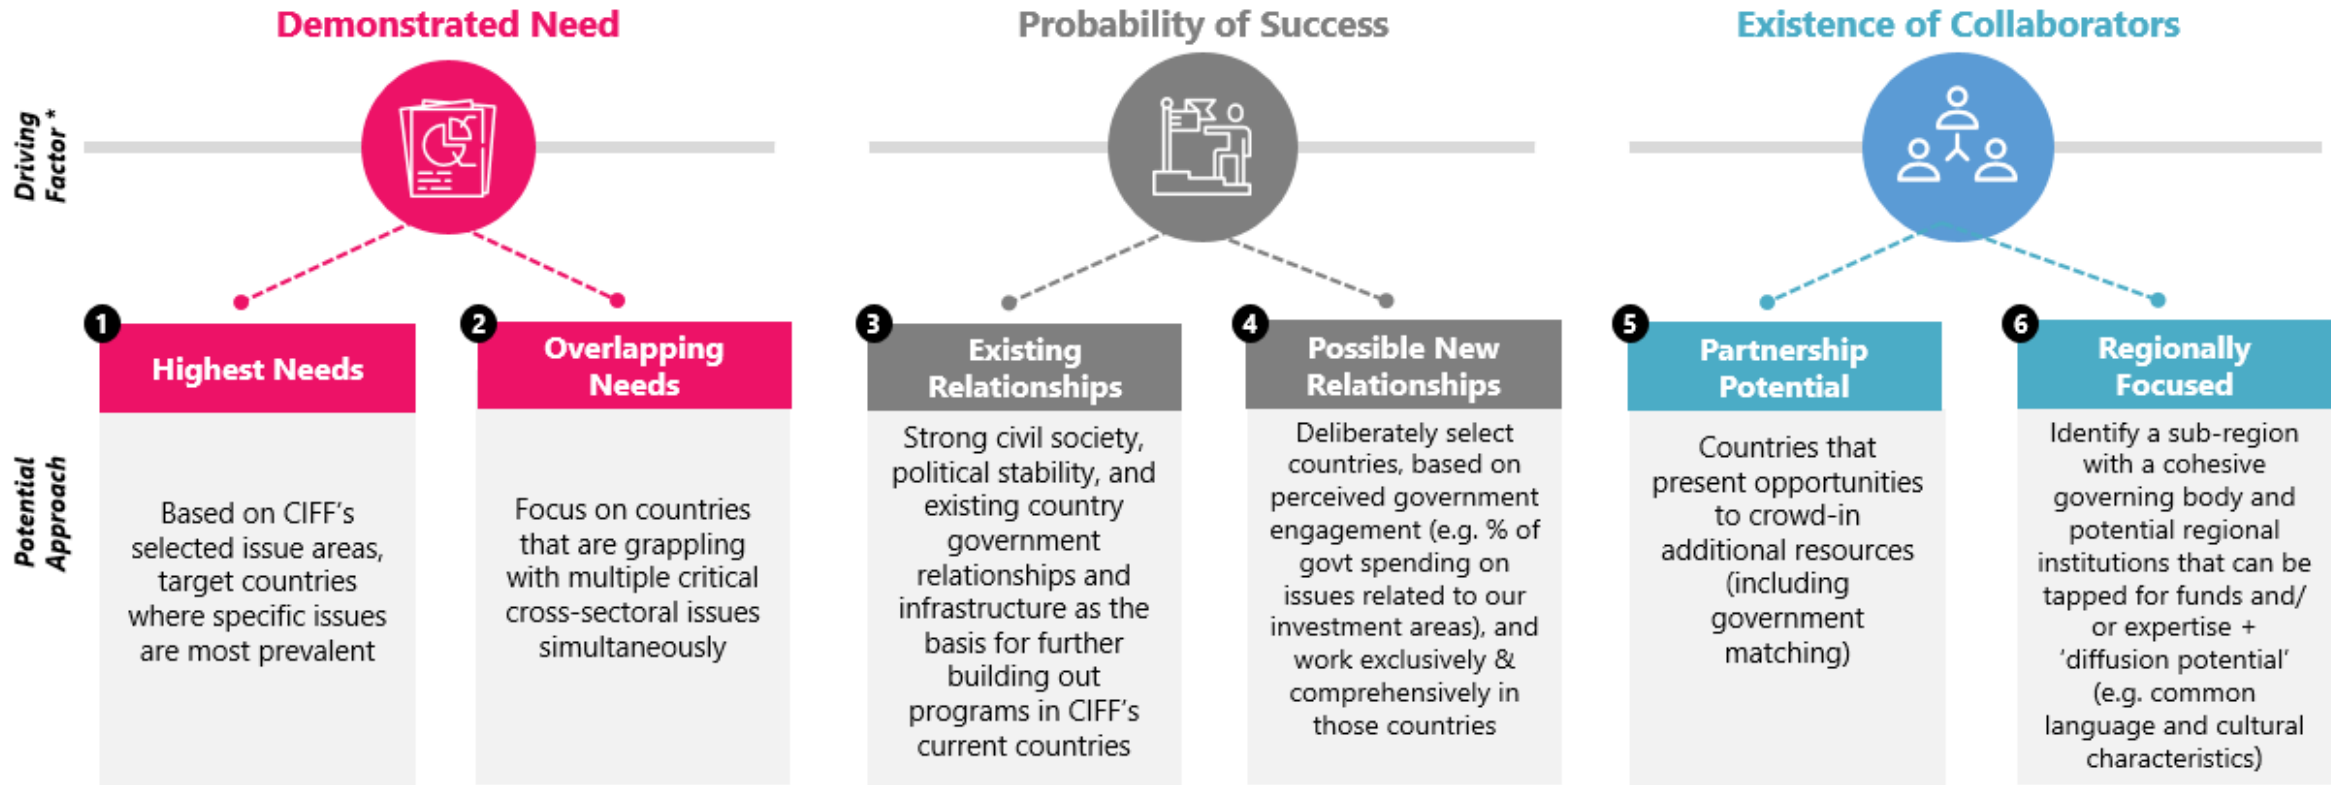 Demonstrated Need
Probability of Success
Existence of Collaborators
Driving
Factor *
1
Highest Needs
2
Overlapping
Needs
3
Existing
Relationships
4
Possible New
Relationships
5
Partnership
Potential
6
Regionally
Focused
Potential
Approach
Based on CIFF's
selected issue areas,
target countries
where specific issues
are most prevalent
Focus on countries
that are grappling
with multiple critical
cross-sectoral issues
simultaneously
Strong civil society,
political stability, and
existing country
government
relationships and
infrastructure as the
basis for further
building out
programs in CIFF's
current countries
Deliberately select
countries, based on
perceived government
engagement (e.g. % of
govt spending on
issues related to our
investment areas), and
work exclusively &
comprehensively in
those countries
Countries that
present opportunities
to crowd-in
additional resources
(including
government
matching)
Identify a sub-region
with a cohesive
governing body and
potential regional
institutions that can be
tapped for funds and/
or expertise +
‘diffusion potential’
(e.g. common
language and cultural
characteristics)